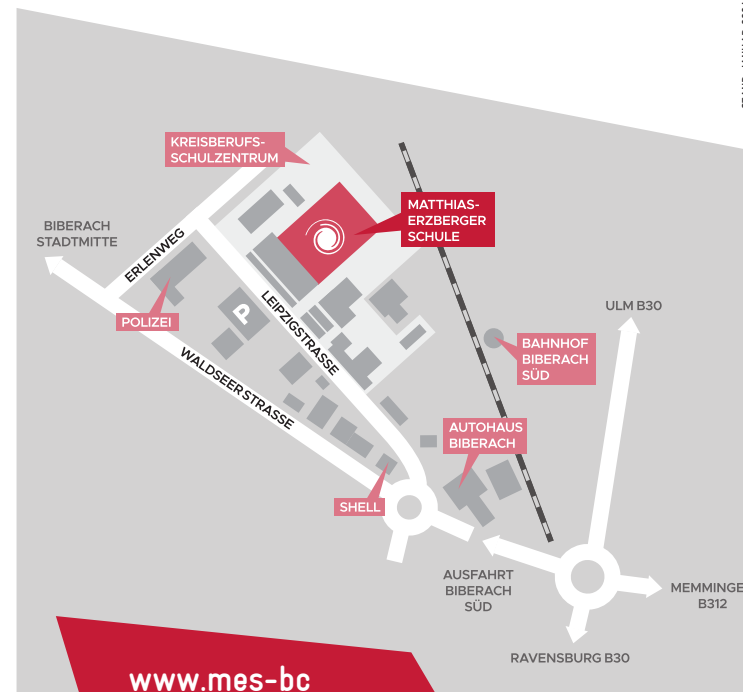 KREISBERUFS-
SCHULZENTRUM
MATTHIAS-
ERZBERGER
SCHULE
BIBERACH
STADTMITTE
ERLENWEG
POLIZEI
P
LEIPZIGSTRASSE
WALDSEER STRASSE
ULM B30
BAHNHOF
BIBERACH
SÜD
AUTOHAUS
BIBERACH
SHELL
AUSFAHRT
BIBERACH
SÜD
B312
RAVENSBURG B30
www.mes-bc